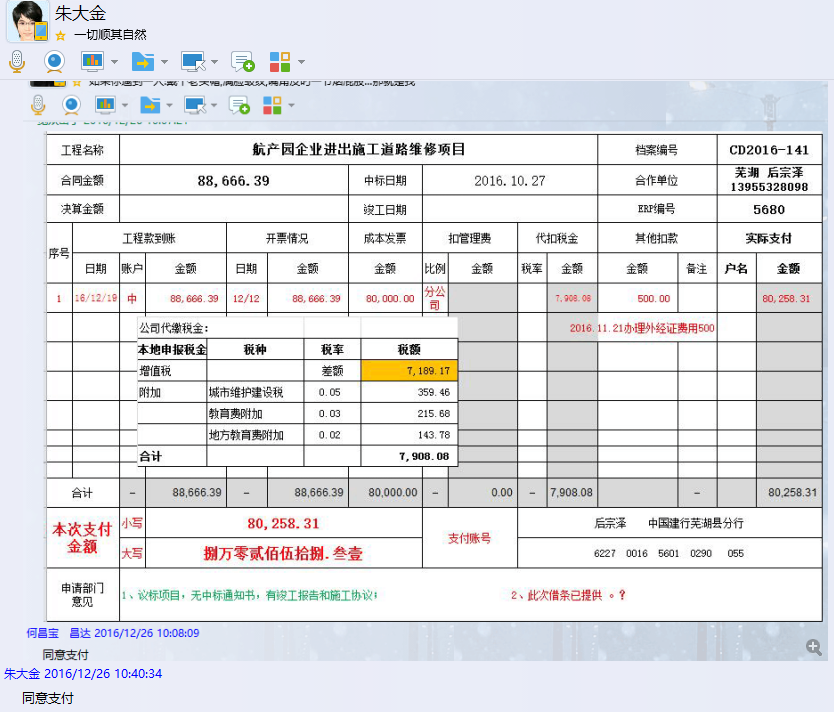 朱大金
一切顺其自然
工程名称 航产园企业进出施工道路维修项目 档案编号 CD2016-141
合同金额 88,666.39 中标日期 2016.10.27 合作单位 芜湖 后宗泽 13955328098
决算金额 竣工日期 ERP编号 5680
序号 工程款到账 开票情况 成本发票 扣管理费 代扣税金 其他扣款 实际支付
日期 账户 金额 日期 金额 金额 比例 金额 税率 金额 金额 备注 户名 金额
1 16/12/19 中 88,666.39 12/12 88,666.39 80,000.00 分公司 7,908.08 500.00 80,258.31
公司代缴税金: 2016.11.21办理外经证费用500
本地申报税金 税种 税率 税额
增值税 差额 7,189.17
附加 城市维护建设税 0.05 359.46
教育费附加 0.03 215.68
地方教育费附加 0.02 143.78
合计 7,908.08
合计 – 88,666.39 – 88,666.39 80,000.00 – 0.00 – 7,908.08 – 80,258.31
本次支付金额 小写 80,258.31 支付账号 后宗泽 中国建行芜湖县分行
大写 捌万零贰佰伍拾捌.叁壹 6227 0016 5601 0290 055
申请部门意见 1、议标项目，无中标通知书，有竣工报告和施工协议； 2、此次借条已提供 。？
何昌宝 昌达 2016/12/26 10:08:09
同意支付
朱大金 2016/12/26 10:40:34
同意支付